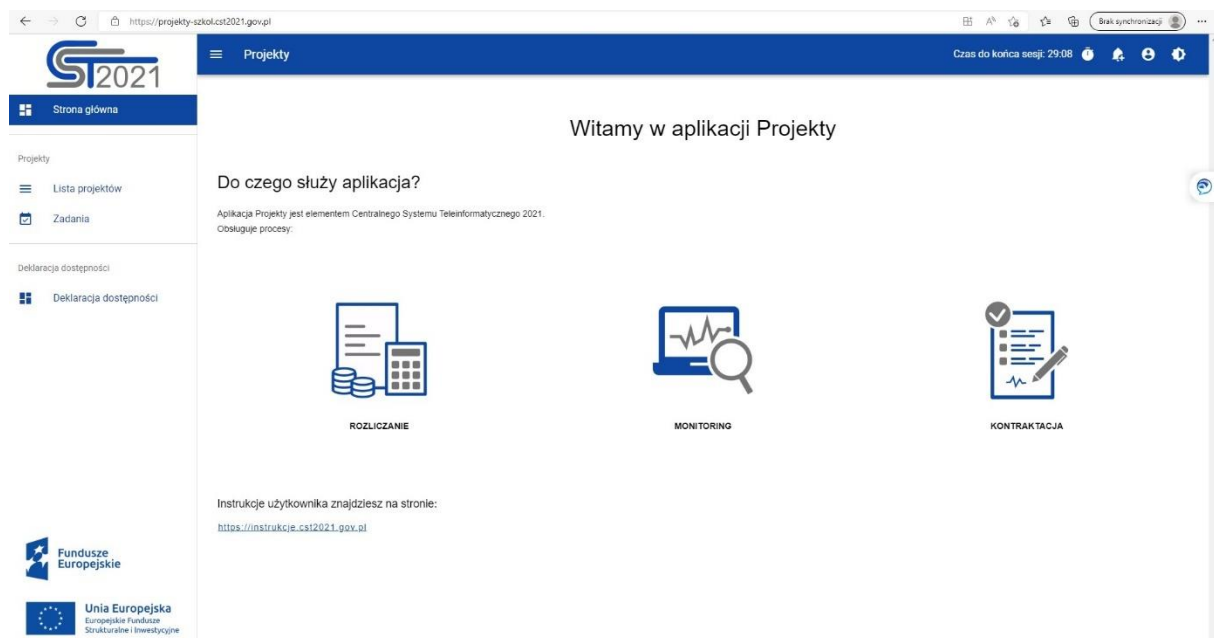 https://projekty-szkol.cst2021.gov.pl
Brak synchronizacji
ST2021
Projekty
Czas do końca sesji: 29:08
Strona główna
Projekty
Lista projektów
Zadania
Deklaracja dostępności
Deklaracja dostępności
Witamy w aplikacji Projekty
Do czego służy aplikacja?
Aplikacja Projekty jest elementem Centralnego Systemu Teleinformatycznego 2021.
Obsługuje procesy:
ROZLICZANIE
MONITORING
KONTRAKTACJA
Instrukcje użytkownika znajdziesz na stronie:
https://instrukcje.cst2021.gov.pl
Fundusze
Europejskie
Unia Europejska
Europejskie Fundusze
Strukturalne i Inwestycyjne